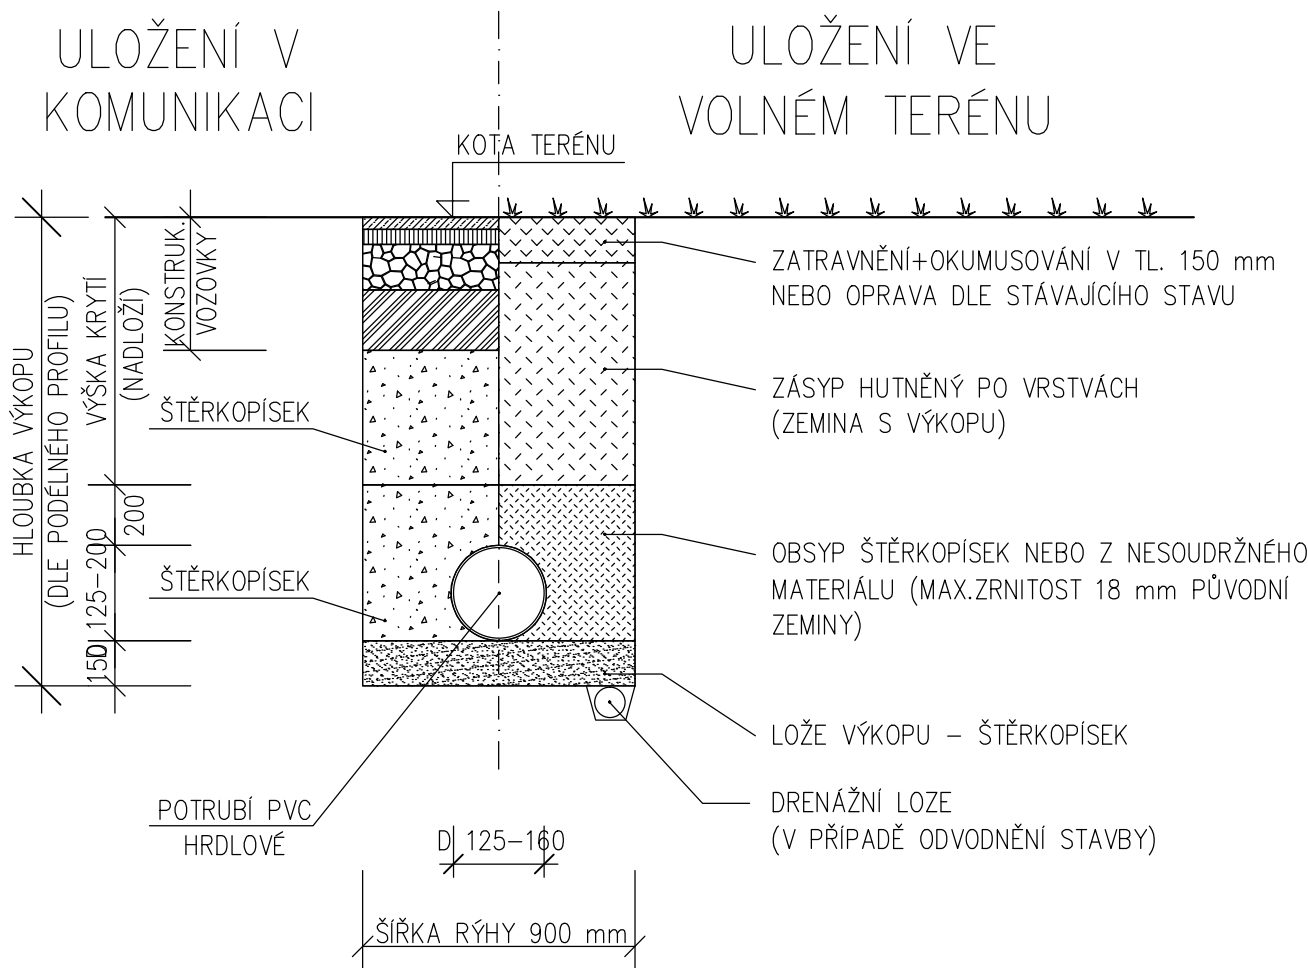 ULOŽENÍ V
KOMUNIKACI
ULOŽENÍ VE
VOLNÉM TERÉNU
KOTA TERÉNU
HLOUBKA VÝKOPU
(DLE PODÉLNÉHO PROFILU)
VÝŠKA KRYTÍ
(NADLOŽÍ)
KONSTRUK.
VOZOVKY
200
D 125-200
150
ŠTĚRKOPÍSEK
ŠTĚRKOPÍSEK
POTRUBÍ PVC
HRDLOVÉ
ZATRAVNĚNÍ+OKUMUSOVÁNÍ V TL. 150 mm
NEBO OPRAVA DLE STÁVAJÍCÍHO STAVU
ZÁSYP HUTNĚNÝ PO VRSTVÁCH
(ZEMINA S VÝKOPU)
OBSYP ŠTĚRKOPÍSEK NEBO Z NESOUDRŽNÉHO
MATERIÁLU (MAX.ZRNITOST 18 mm PŮVODNÍ
ZEMINY)
LOŽE VÝKOPU – ŠTĚRKOPÍSEK
DRENÁŽNÍ LOZE
(V PŘÍPADĚ ODVODNĚNÍ STAVBY)
D 125-160
ŠÍŘKA RÝHY 900 mm